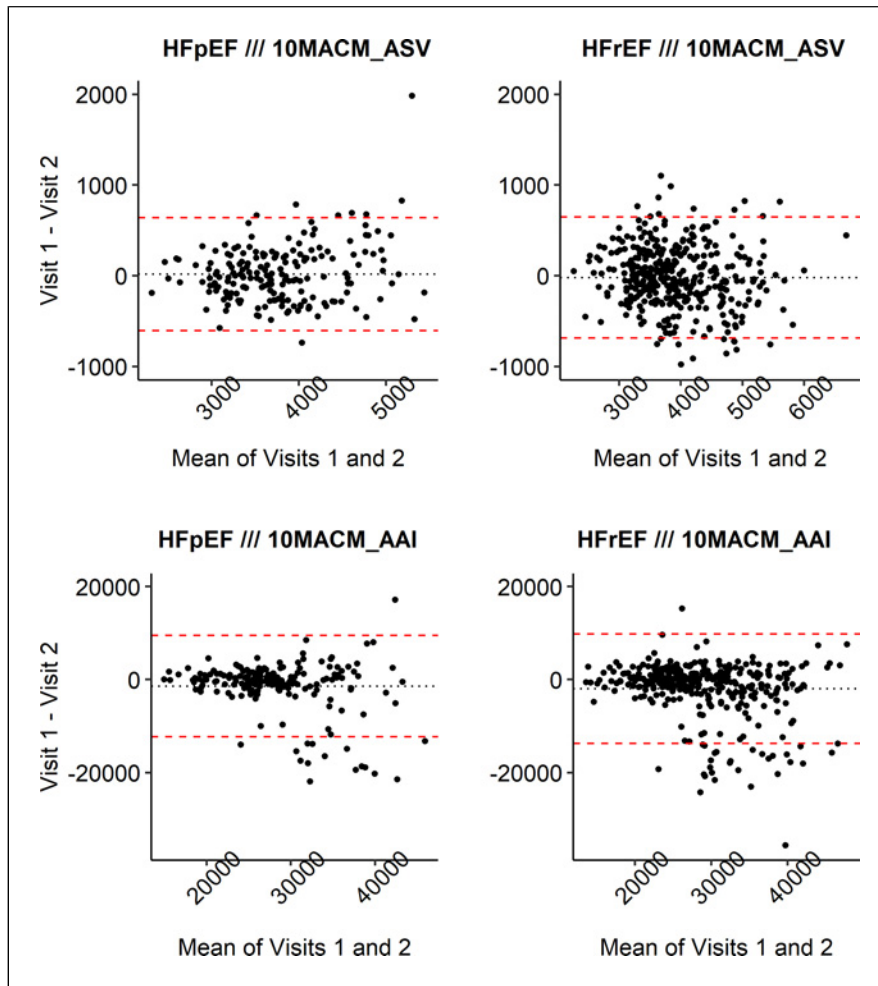 HFpEF /// 10MACM_ASV
HFrEF /// 10MACM_ASV
Visit 1 - Visit 2
2000
1000
0
-1000
2000
1000
0
-1000
3000
4000
5000
3000
4000
5000
6000
Mean of Visits 1 and 2
Mean of Visits 1 and 2
HFpEF /// 10MACM_AAI
HFrEF /// 10MACM_AAI
Visit 1 - Visit 2
20000
0
-20000
20000
0
-20000
20000
30000
40000
20000
30000
40000
Mean of Visits 1 and 2
Mean of Visits 1 and 2